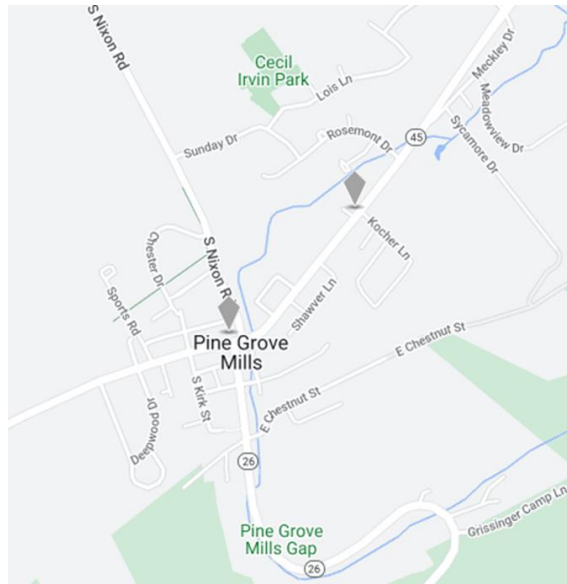 S Nixon Rd
Cecil
Irvin Park
Lois Ln
Meckley Dr
Meadowview Dr
Rosemont Dr
45
Sycamore Dr
Sunday Dr
Kocher Ln
Chester Dr
S Nixon R
Sports Rd
Shawver Ln
Pine Grove
Mills
E Chestnut St
S Kirk St
Deepwood Dr
E Chestnut St
26
Grissinger Camp Ln
Pine Grove
Mills Gap
26